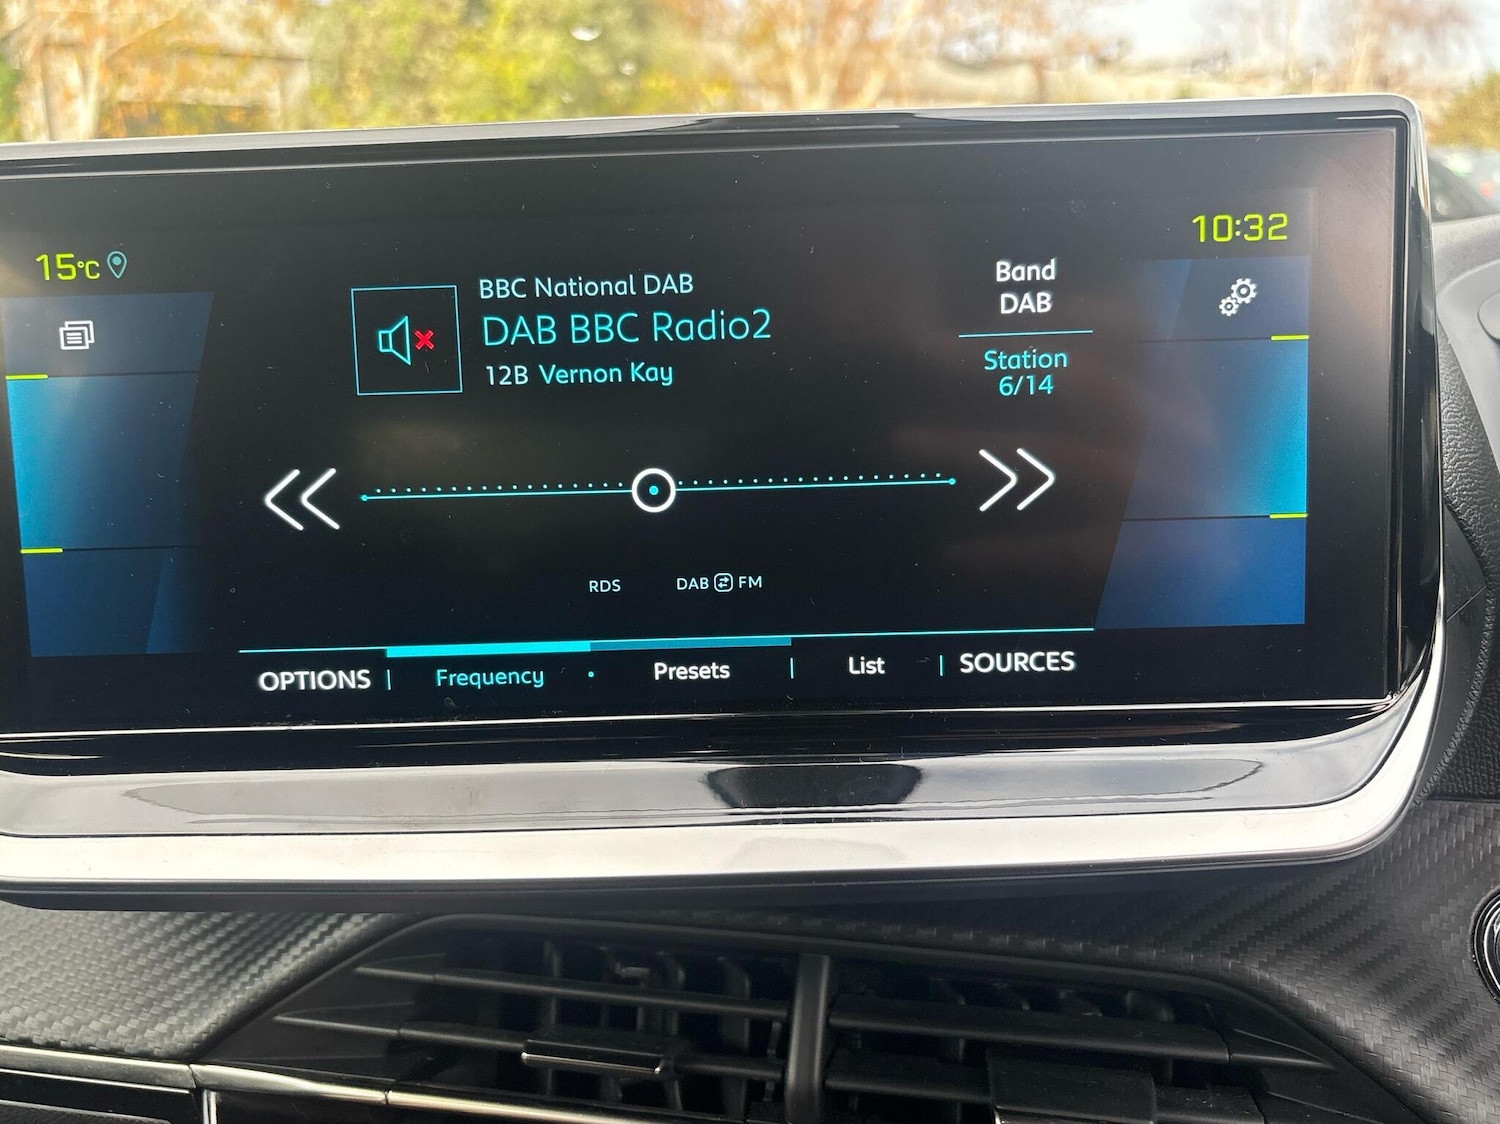 10:32
15°C
BBC National DAB
DAB BBC Radio2
12B Vernon Kay
Band
DAB
Station
6/14
RDS
DAB FM
OPTIONS | Frequency · Presets | List | SOURCES